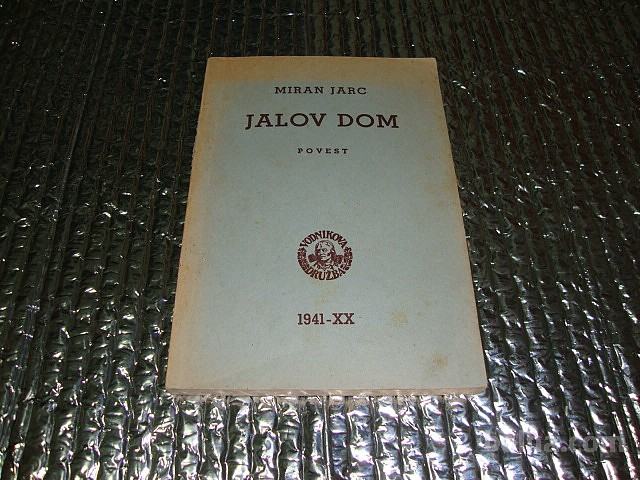 MIRAN JARC
JALOV DOM
POVEST
VODNIKOVA
DRUŽBA
1941-XX